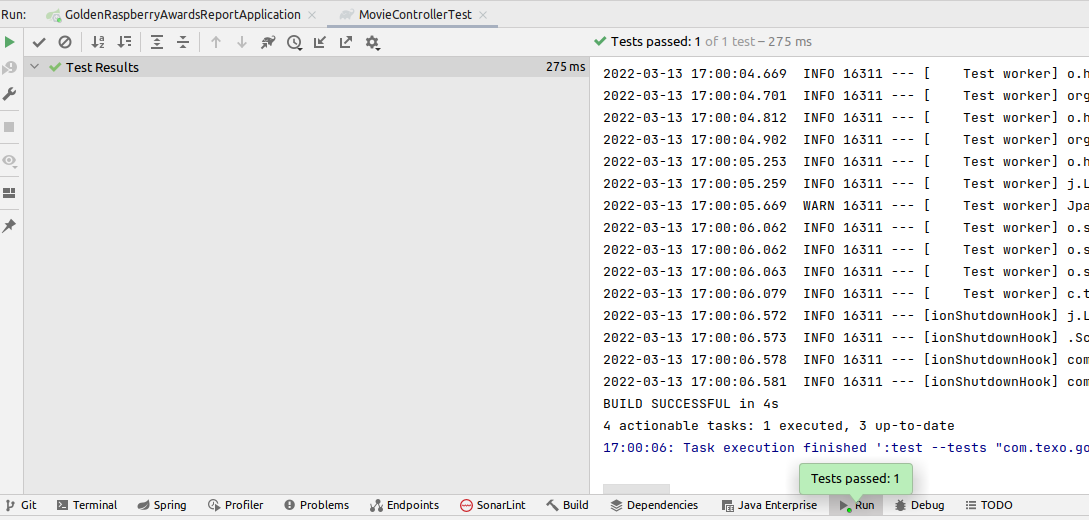 Run: GoldenRaspberryAwardsReportApplication MovieControllerTest
Tests passed: 1 of 1 test – 275 ms
Test Results 275 ms
2022-03-13 17:00:04.669  INFO 16311 --- [    Test worker] o.h
2022-03-13 17:00:04.701  INFO 16311 --- [    Test worker] org
2022-03-13 17:00:04.812  INFO 16311 --- [    Test worker] o.h
2022-03-13 17:00:04.902  INFO 16311 --- [    Test worker] org
2022-03-13 17:00:05.253  INFO 16311 --- [    Test worker] o.h
2022-03-13 17:00:05.259  INFO 16311 --- [    Test worker] j.L
2022-03-13 17:00:05.669  WARN 16311 --- [    Test worker] Jpa
2022-03-13 17:00:06.062  INFO 16311 --- [    Test worker] o.s
2022-03-13 17:00:06.062  INFO 16311 --- [    Test worker] o.s
2022-03-13 17:00:06.063  INFO 16311 --- [    Test worker] o.s
2022-03-13 17:00:06.079  INFO 16311 --- [    Test worker] c.t
2022-03-13 17:00:06.572  INFO 16311 --- [ionShutdownHook] j.L
2022-03-13 17:00:06.573  INFO 16311 --- [ionShutdownHook] .Sc
2022-03-13 17:00:06.578  INFO 16311 --- [ionShutdownHook] com
2022-03-13 17:00:06.581  INFO 16311 --- [ionShutdownHook] com
BUILD SUCCESSFUL in 4s
4 actionable tasks: 1 executed, 3 up-to-date
17:00:06: Task execution finished ':test --tests "com.texo.go
Tests passed: 1
Git Terminal Spring Profiler Problems Endpoints SonarLint Build Dependencies Java Enterprise Run Debug TODO